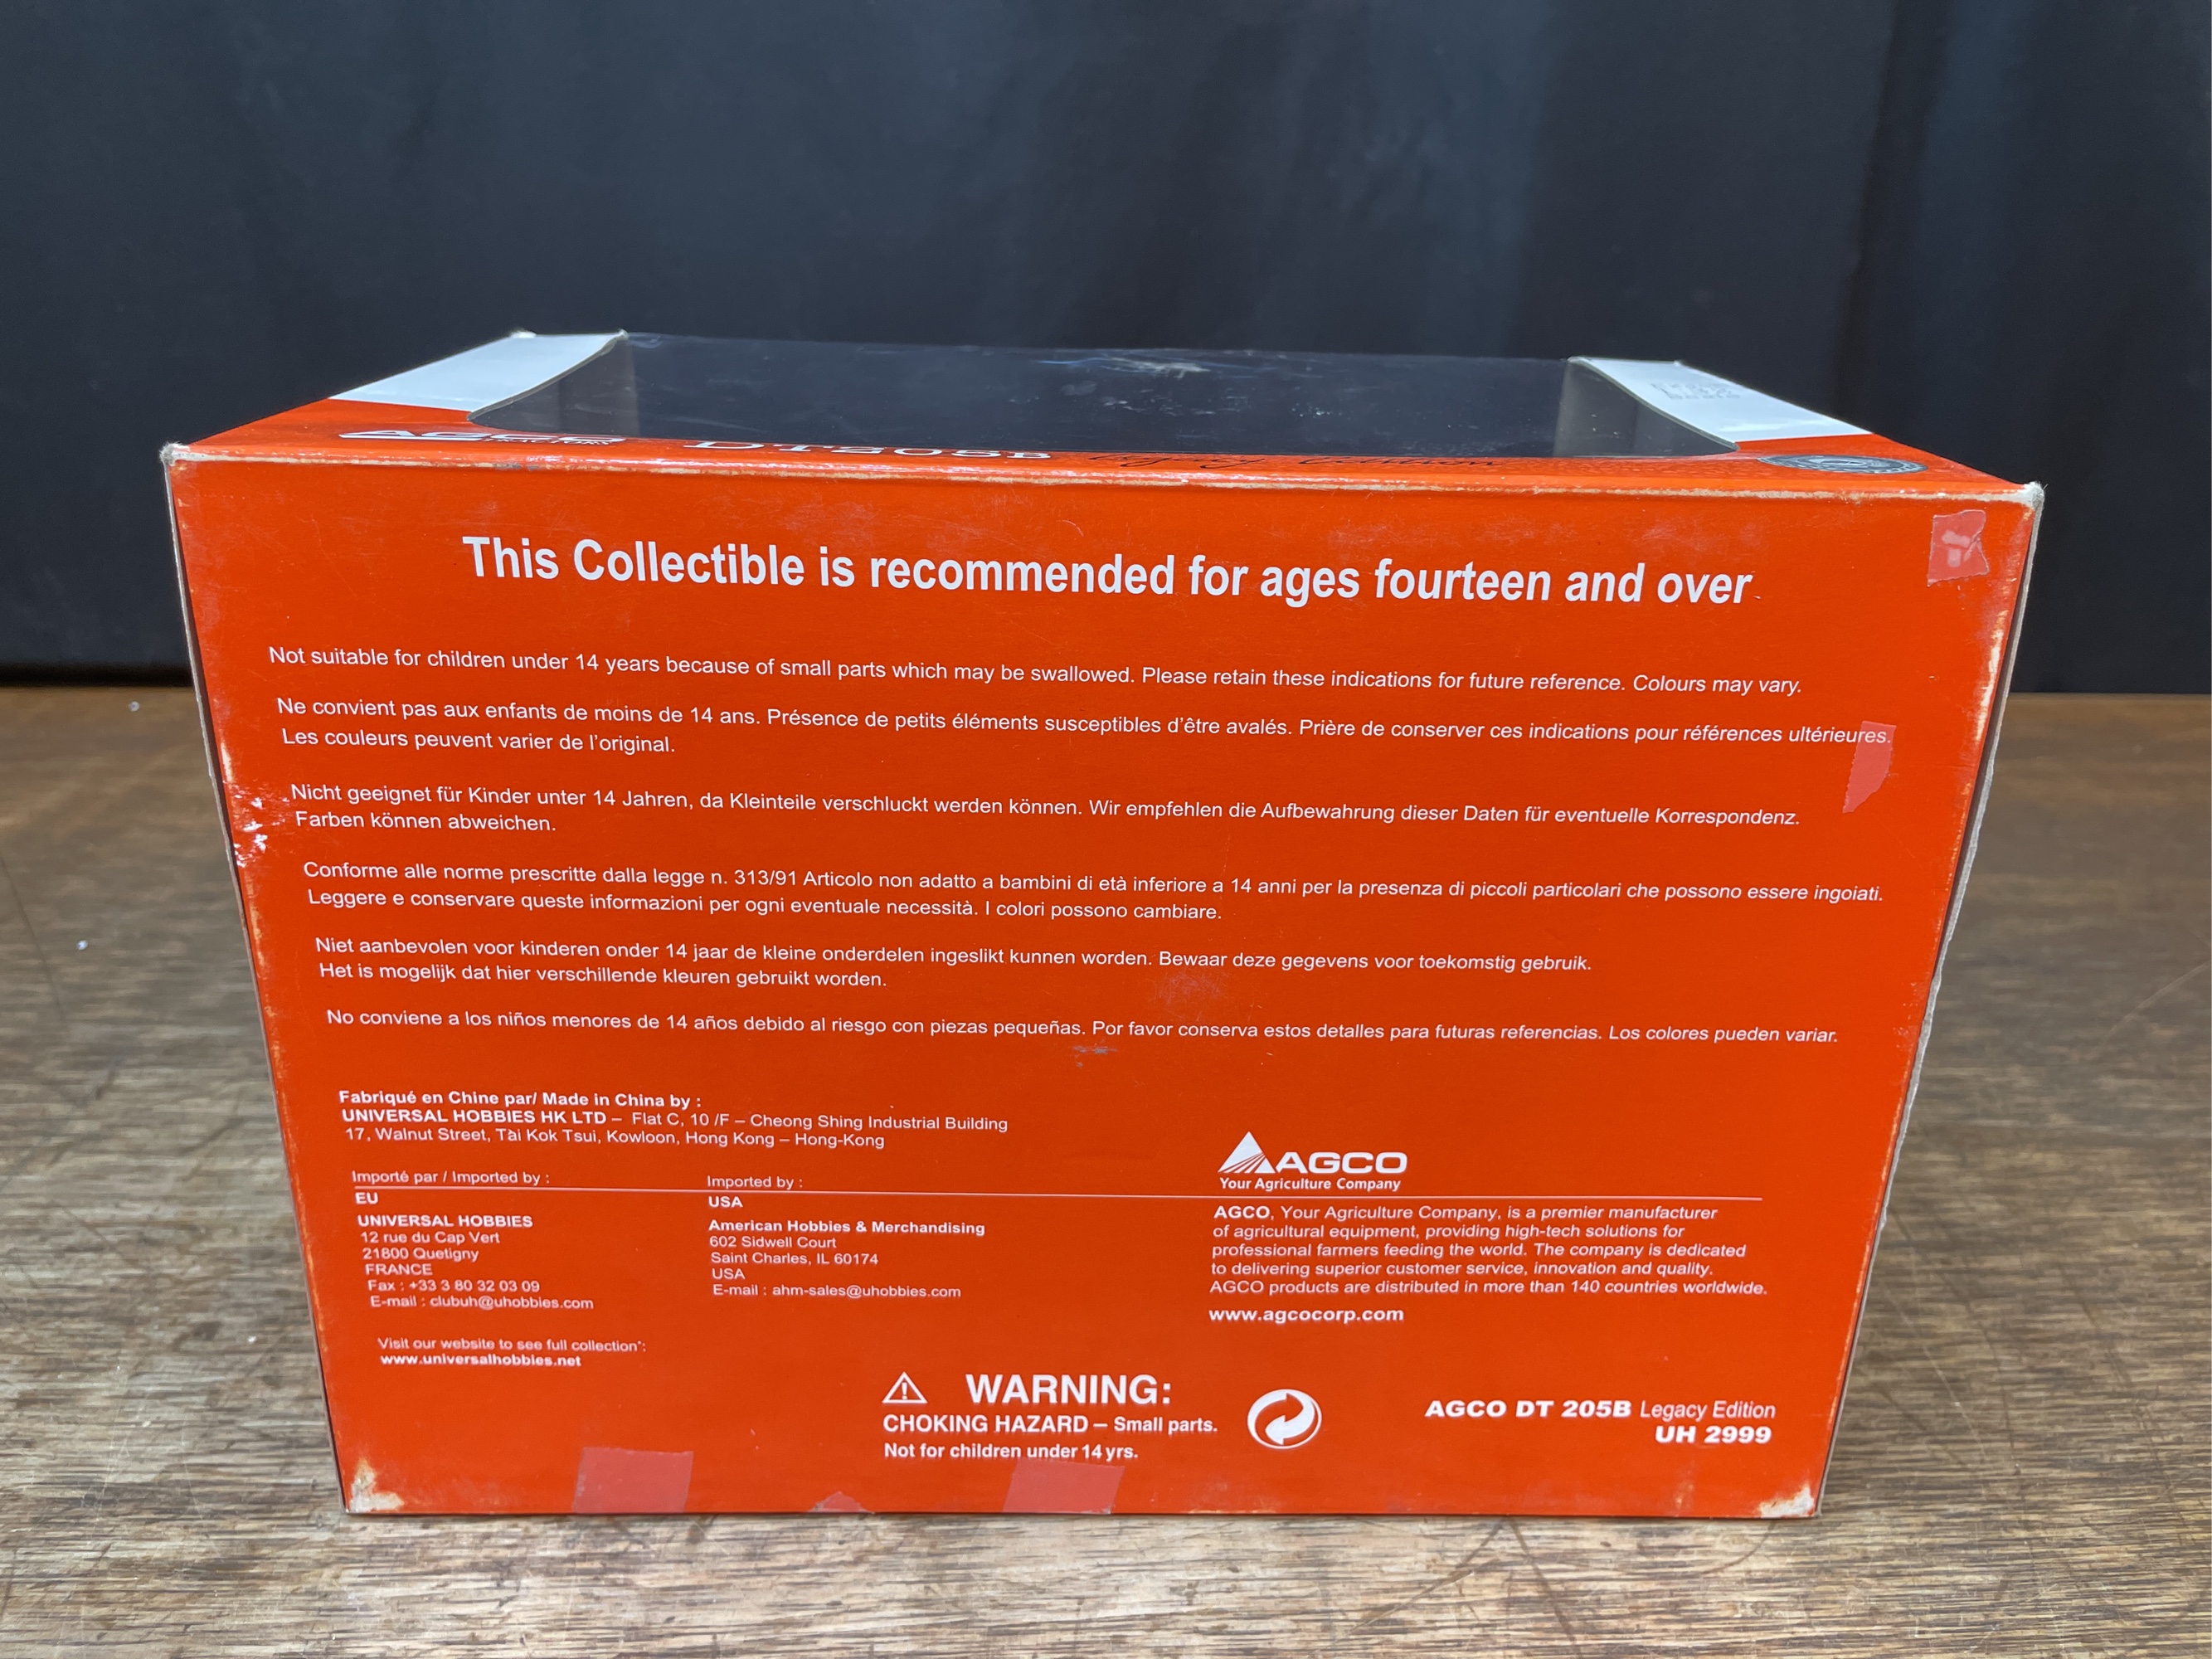 AGCO DT205B Legacy Edition
This Collectible is recommended for ages fourteen and over
Not suitable for children under 14 years because of small parts which may be swallowed. Please retain these indications for future reference. Colours may vary.
Ne convient pas aux enfants de moins de 14 ans. Présence de petits éléments susceptibles d'être avalés. Prière de conserver ces indications pour références ultérieures.
Les couleurs peuvent varier de l'original.
Nicht geeignet für Kinder unter 14 Jahren, da Kleinteile verschluckt werden können. Wir empfehlen die Aufbewahrung dieser Daten für eventuelle Korrespondenz.
Farben können abweichen.
Conforme alle norme prescritte dalla legge n. 313/91 Articolo non adatto a bambini di età inferiore a 14 anni per la presenza di piccoli particolari che possono essere ingoiati.
Leggere e conservare queste informazioni per ogni eventuale necessità. I colori possono cambiare.
Niet aanbevolen voor kinderen onder 14 jaar de kleine onderdelen ingeslikt kunnen worden. Bewaar deze gegevens voor toekomstig gebruik.
Het is mogelijk dat hier verschillende kleuren gebruikt worden.
No conviene a los niños menores de 14 años debido al riesgo con piezas pequeñas. Por favor conserva estos detalles para futuras referencias. Los colores pueden variar.
Fabriqué en Chine par/ Made in China by :
UNIVERSAL HOBBIES HK LTD – Flat C, 10 /F – Cheong Shing Industrial Building
17, Walnut Street, Tai Kok Tsui, Kowloon, Hong Kong – Hong-Kong
Importé par / Imported by :
EU
UNIVERSAL HOBBIES
12 rue du Cap Vert
21800 Quetigny
FRANCE
Fax : +33 3 80 32 03 09
E-mail : clubuh@uhobbies.com
Visit our website to see full collection*:
www.universalhobbies.net
Imported by :
USA
American Hobbies & Merchandising
602 Sidwell Court
Saint Charles, IL 60174
USA
E-mail : ahm-sales@uhobbies.com
AGCO
Your Agriculture Company
AGCO, Your Agriculture Company, is a premier manufacturer
of agricultural equipment, providing high-tech solutions for
professional farmers feeding the world. The company is dedicated
to delivering superior customer service, innovation and quality.
AGCO products are distributed in more than 140 countries worldwide.
www.agcocorp.com
WARNING:
CHOKING HAZARD – Small parts.
Not for children under 14 yrs.
AGCO DT 205B Legacy Edition
UH 2999